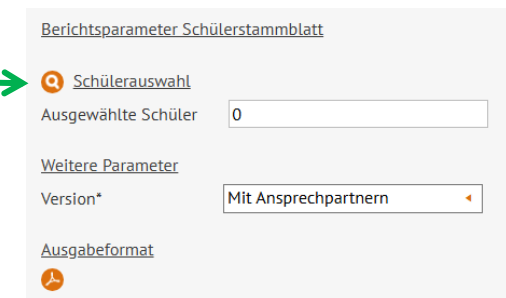 Berichtsparameter Schülerstammblatt
Schülerauswahl
Ausgewählte Schüler 0
Weitere Parameter
Version* Mit Ansprechpartnern
Ausgabeformat